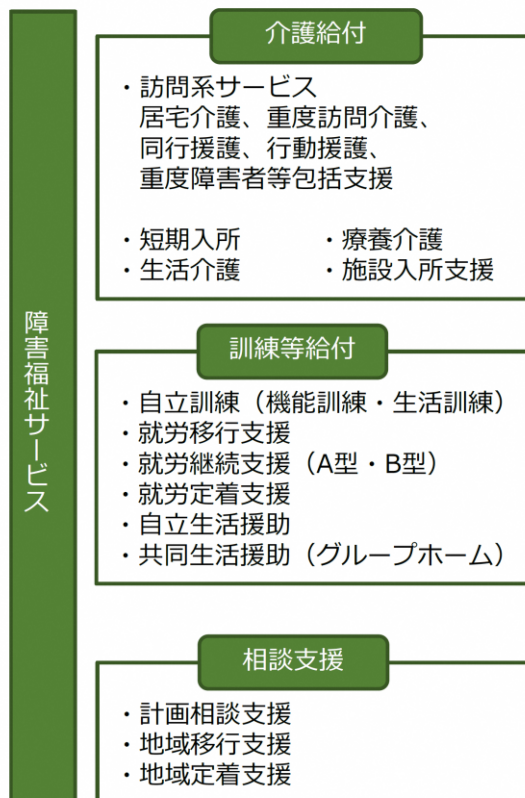 障害福祉サービス
介護給付
・訪問系サービス
居宅介護、重度訪問介護、
同行援護、行動援護、
重度障害者等包括支援
・短期入所 ・療養介護
・生活介護 ・施設入所支援
訓練等給付
・自立訓練（機能訓練・生活訓練）
・就労移行支援
・就労継続支援（A型・B型）
・就労定着支援
・自立生活援助
・共同生活援助（グループホーム）
相談支援
・計画相談支援
・地域移行支援
・地域定着支援